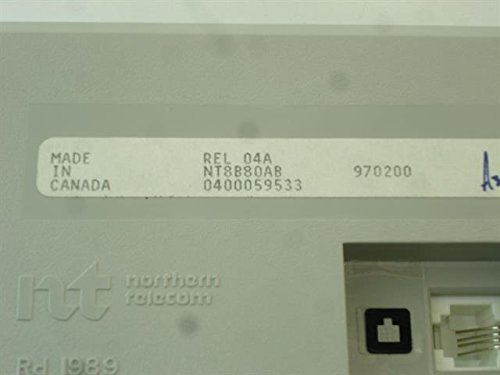 MADE REL 04A
IN NT8B80AB 970200
CANADA 0400059533
nt northern
telecom
Rd 1989